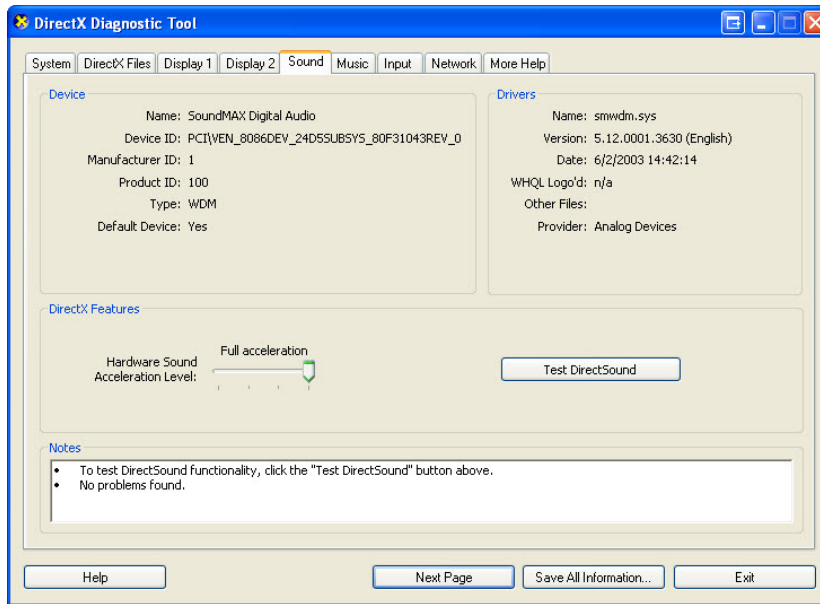 DirectX Diagnostic Tool
System DirectX Files Display 1 Display 2 Sound Music Input Network More Help
Device
Name: SoundMAX Digital Audio
Device ID: PCI\VEN_8086DEV_24D5SUBSYS_80F31043REV_0
Manufacturer ID: 1
Product ID: 100
Type: WDM
Default Device: Yes
Drivers
Name: smwdm.sys
Version: 5.12.0001.3630 (English)
Date: 6/2/2003 14:42:14
WHQL Logo'd: n/a
Other Files:
Provider: Analog Devices
DirectX Features
Hardware Sound
Acceleration Level:
Full acceleration
Test DirectSound
Notes
• To test DirectSound functionality, click the "Test DirectSound" button above.
• No problems found.
Help Next Page Save All Information... Exit